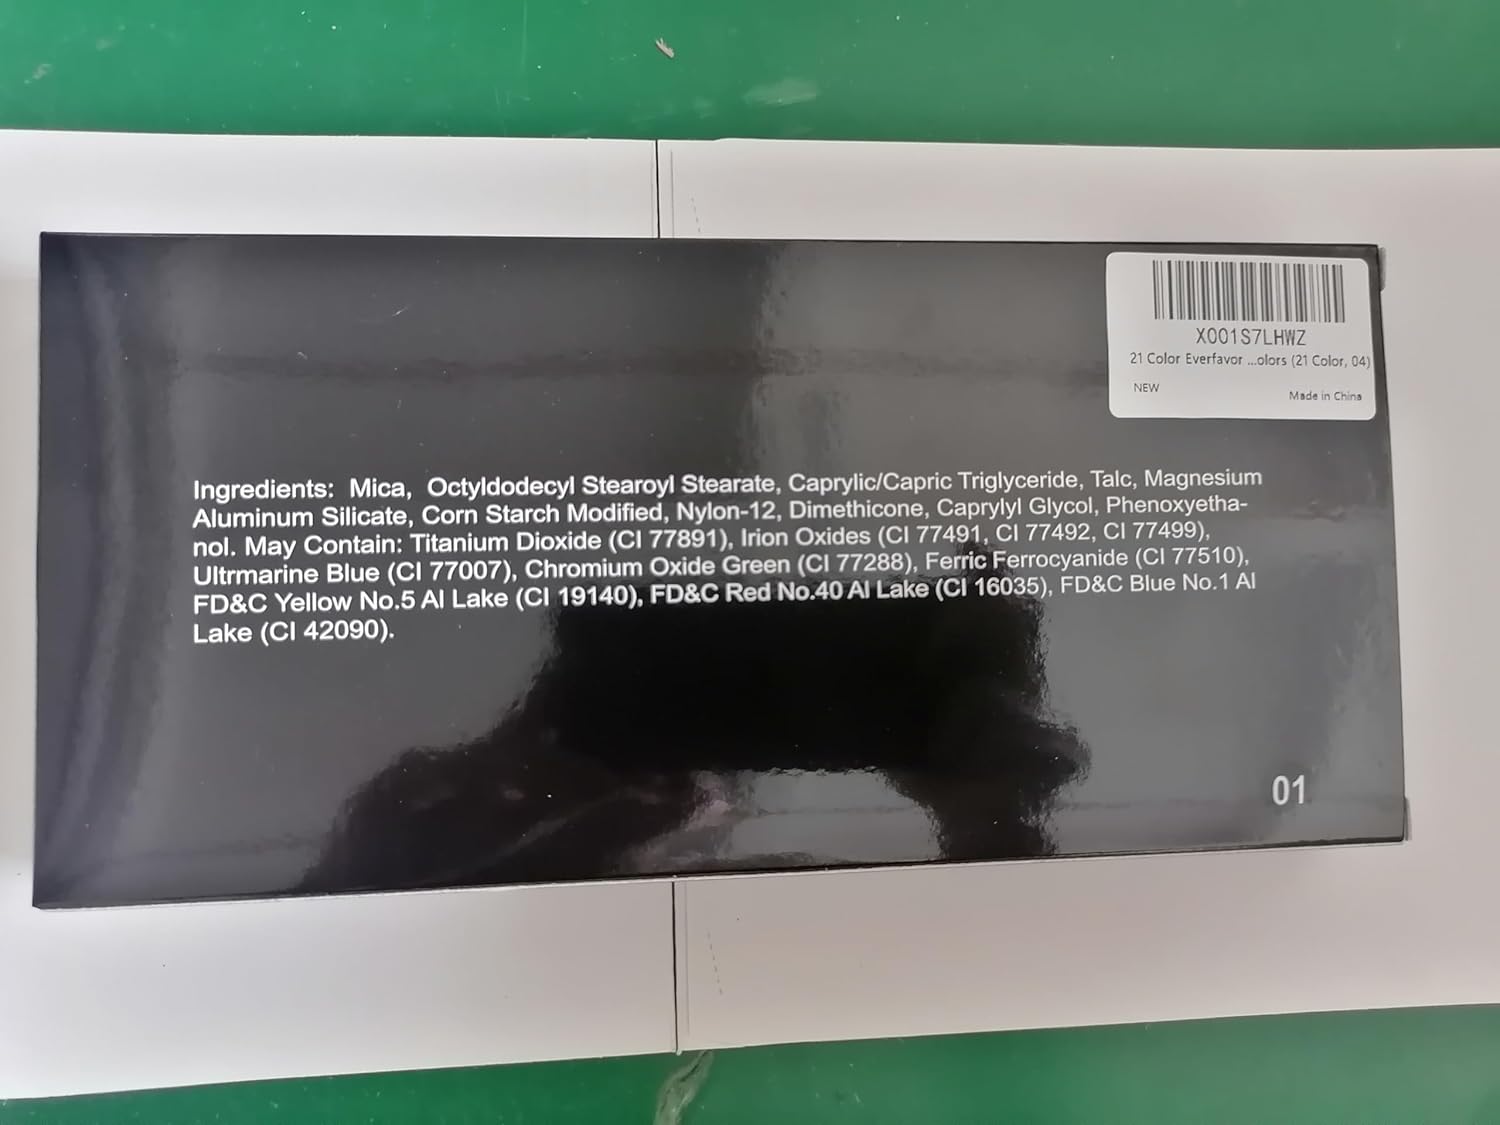 X001S7LHWZ
21 Color Everfavor ...olors (21 Color, 04)
NEW
Made in China
Ingredients: Mica, Octyldodecyl Stearoyl Stearate, Caprylic/Capric Triglyceride, Talc, Magnesium
Aluminum Silicate, Corn Starch Modified, Nylon-12, Dimethicone, Caprylyl Glycol, Phenoxyetha-
nol. May Contain: Titanium Dioxide (CI 77891), Irion Oxides (CI 77491, CI 77492, CI 77499),
Ultrmarine Blue (CI 77007), Chromium Oxide Green (CI 77288), Ferric Ferrocyanide (CI 77510),
FD&C Yellow No.5 Al Lake (CI 19140), FD&C Red No.40 Al Lake (CI 16035), FD&C Blue No.1 Al
Lake (CI 42090).
01